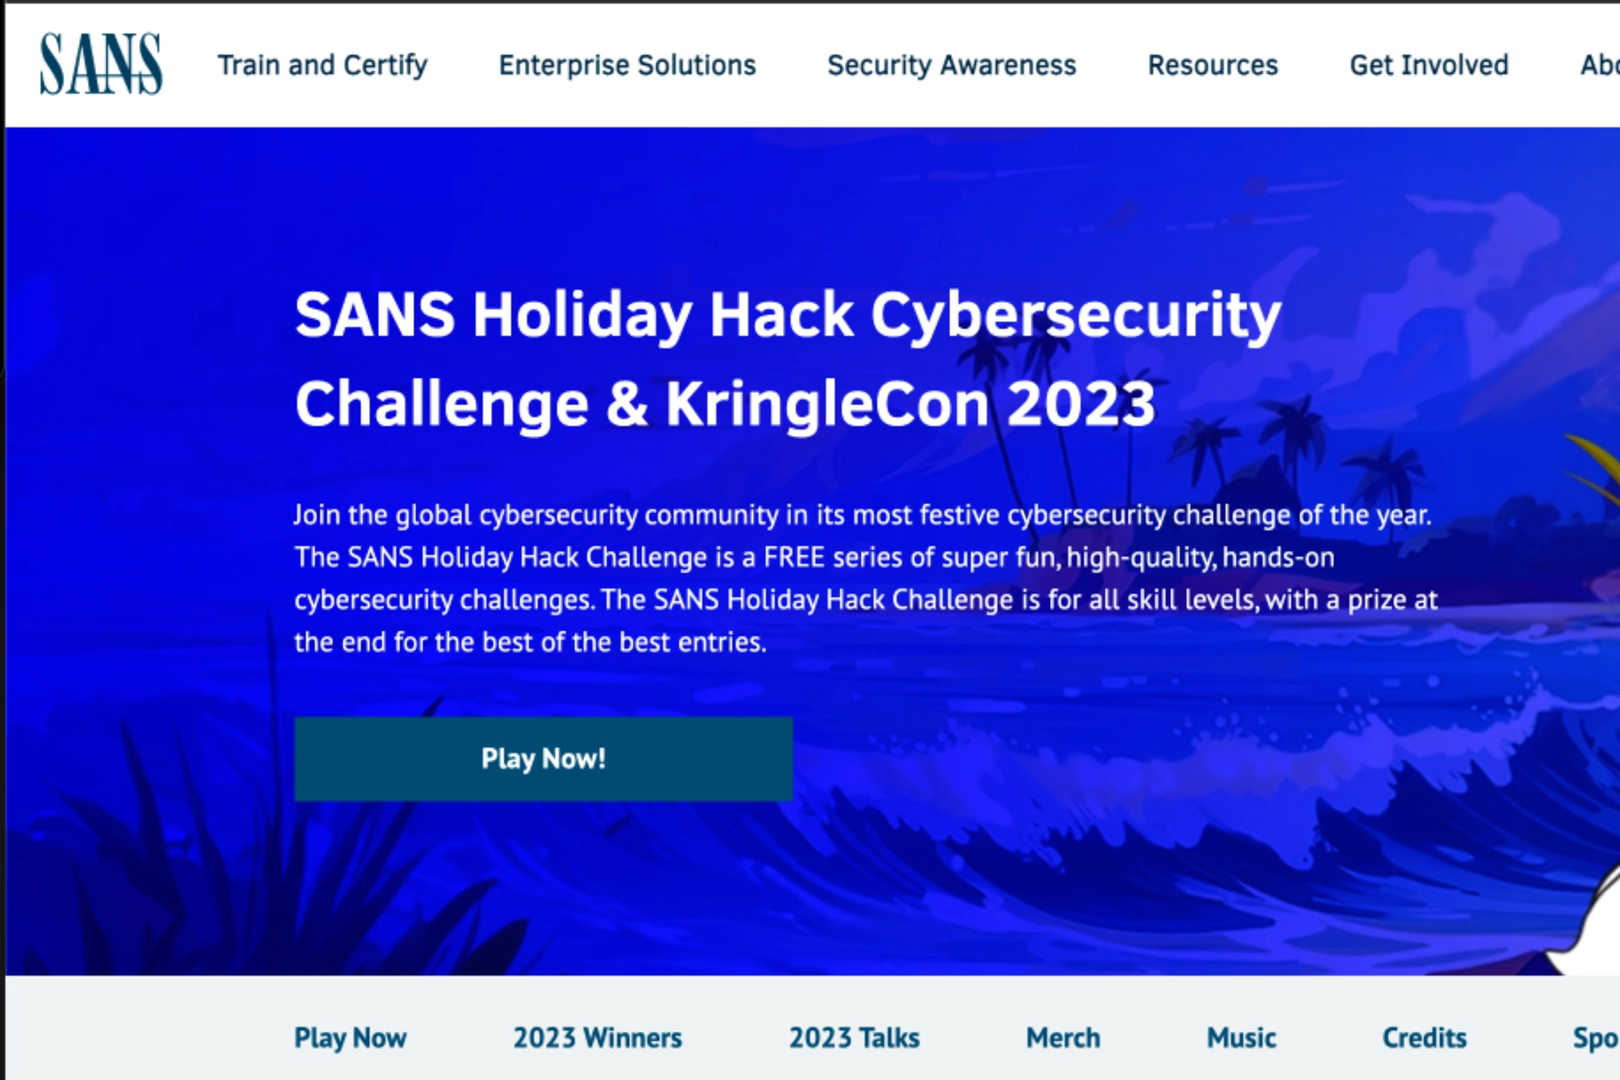 SANS
Train and Certify
Enterprise Solutions
Security Awareness
Resources
Get Involved
SANS Holiday Hack Cybersecurity
Challenge & KringleCon 2023
Join the global cybersecurity community in its most festive cybersecurity challenge of the year.
The SANS Holiday Hack Challenge is a FREE series of super fun, high-quality, hands-on
cybersecurity challenges. The SANS Holiday Hack Challenge is for all skill levels, with a prize at
the end for the best of the best entries.
Play Now!
Play Now
2023 Winners
2023 Talks
Merch
Music
Credits